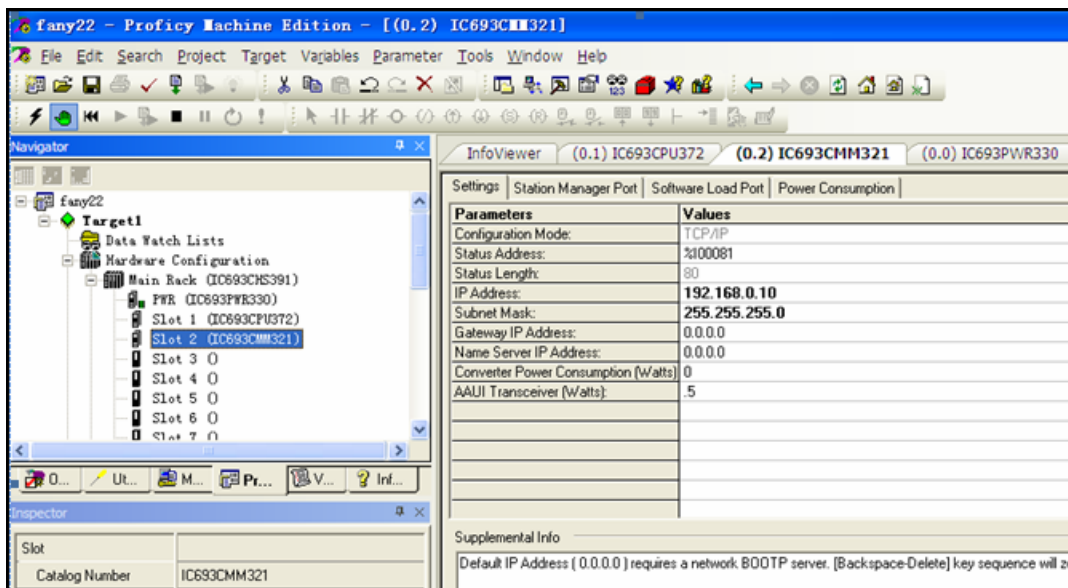 fany22 - Proficy Machine Edition - [(0.2) IC693CMM321]
File Edit Search Project Target Variables Parameter Tools Window Help
Navigator
InfoViewer (0.1) IC693CPU372 (0.2) IC693CMM321 (0.0) IC693PWR330
Settings Station Manager Port Software Load Port Power Consumption
fany22
Target1
Data Watch Lists
Hardware Configuration
Main Rack (IC693CHS391)
PWR (IC693PWR330)
Slot 1 (IC693CPU372)
Slot 2 (IC693CMM321)
Slot 3 ()
Slot 4 ()
Slot 5 ()
Slot 6 ()
Slot 7 ()
Parameters Values
Configuration Mode: TCP/IP
Status Address: %I00081
Status Length: 80
IP Address: 192.168.0.10
Subnet Mask: 255.255.255.0
Gateway IP Address: 0.0.0.0
Name Server IP Address: 0.0.0.0
Converter Power Consumption (Watts) 0
AAUI Transceiver (Watts): .5
O... Ut... M... Pr... V... Inf...
Inspector
Slot
Catalog Number IC693CMM321
Supplemental Info
Default IP Address ( 0.0.0.0 ) requires a network BOOTP server. [Backspace-Delete] key sequence will